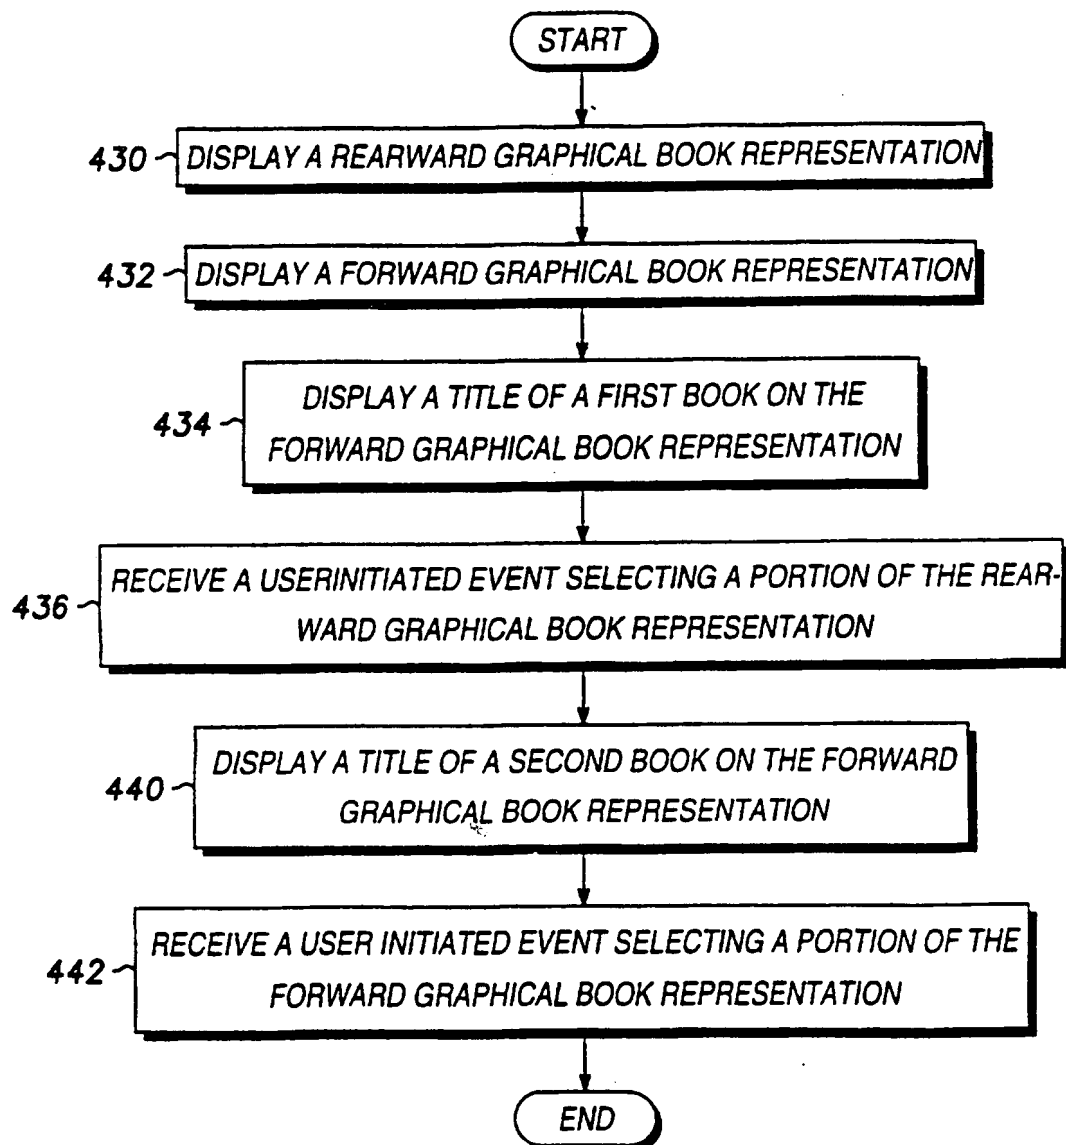 START
430
DISPLAY A REARWARD GRAPHICAL BOOK REPRESENTATION
432
DISPLAY A FORWARD GRAPHICAL BOOK REPRESENTATION
434
DISPLAY A TITLE OF A FIRST BOOK ON THE
FORWARD GRAPHICAL BOOK REPRESENTATION
436
RECEIVE A USERINITIATED EVENT SELECTING A PORTION OF THE REAR-
WARD GRAPHICAL BOOK REPRESENTATION
440
DISPLAY A TITLE OF A SECOND BOOK ON THE FORWARD
GRAPHICAL BOOK REPRESENTATION
442
RECEIVE A USER INITIATED EVENT SELECTING A PORTION OF THE
FORWARD GRAPHICAL BOOK REPRESENTATION
END